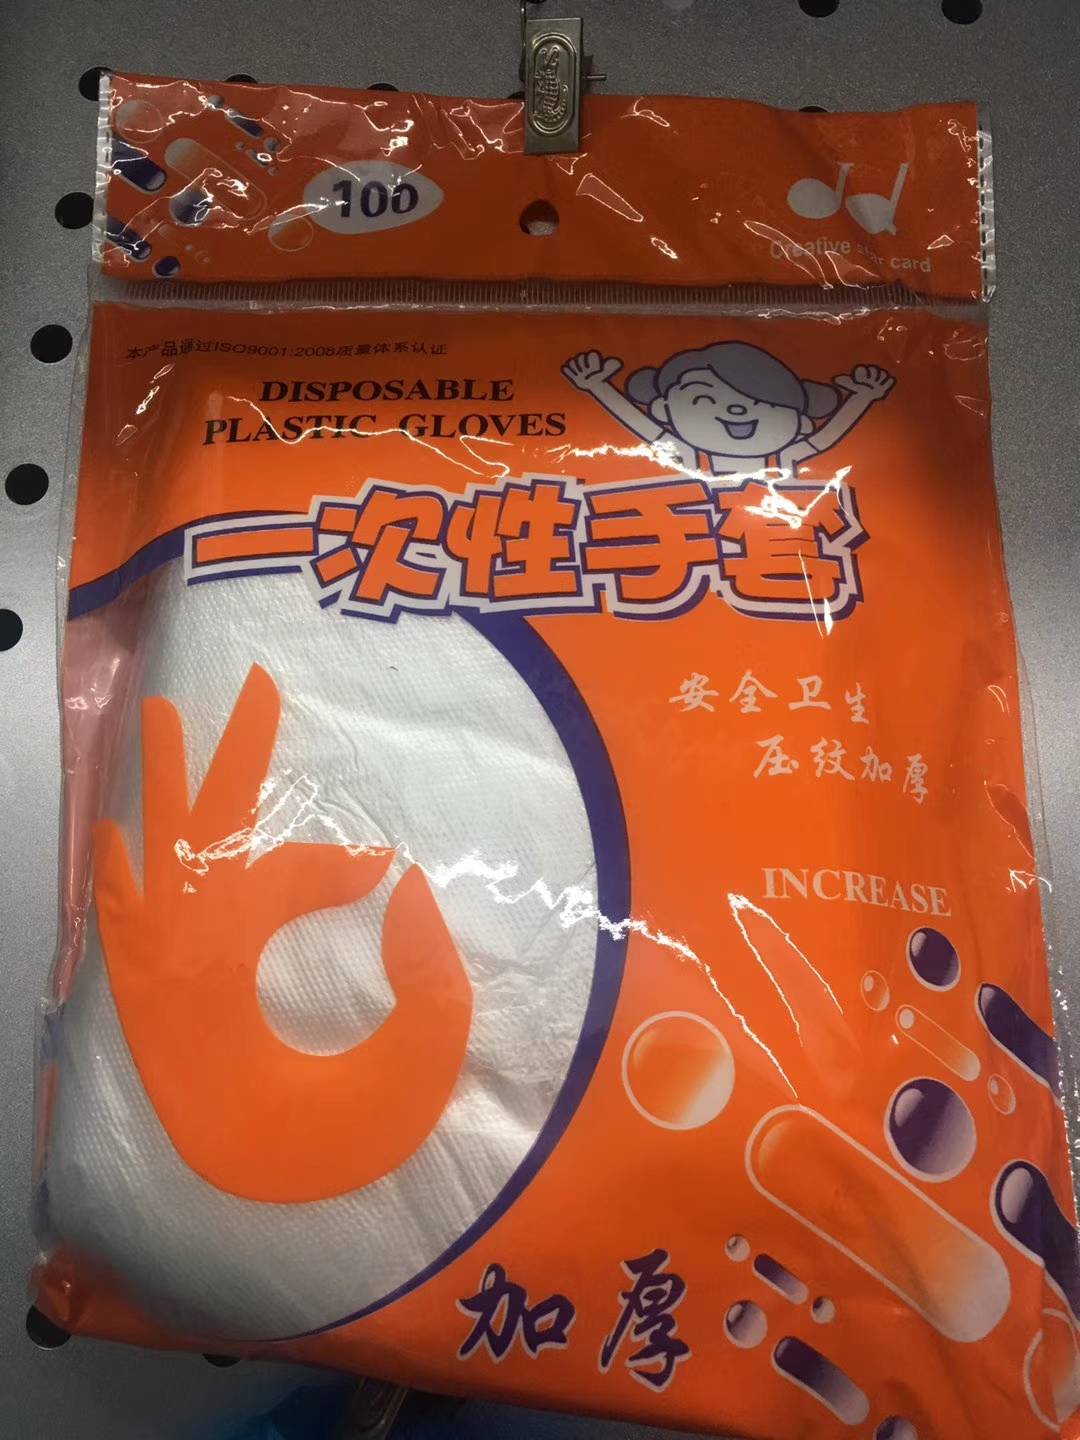 100
Creative star card
本产品通过ISO9001:2008质量体系认证
DISPOSABLE
PLASTIC GLOVES
一次性手套
安全卫生
压纹加厚
INCREASE
加厚